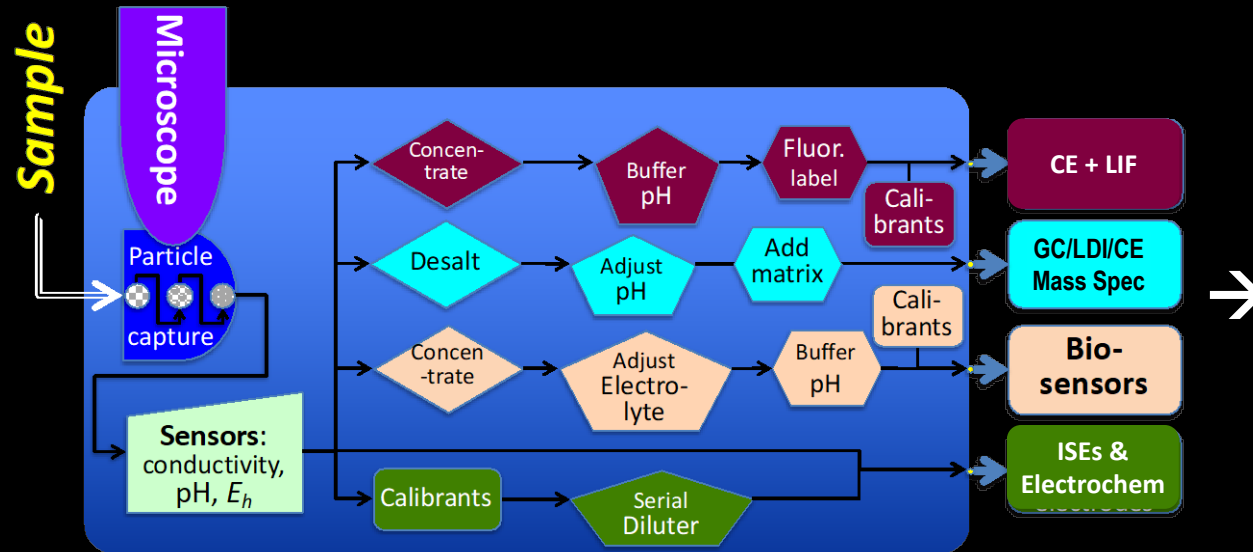 Sample
Microscope
Particle
capture
Sensors:
conductivity,
pH, Eh
Concen-
trate
Buffer
pH
Fluor.
label
Cali-
brants
CE + LIF
Desalt
Adjust
pH
Add
matrix
GC/LDI/CE
Mass Spec
Concen
-trate
Adjust
Electro-
lyte
Buffer
pH
Cali-
brants
Bio-
sensors
Calibrants
Serial
Diluter
ISEs &
Electrochem